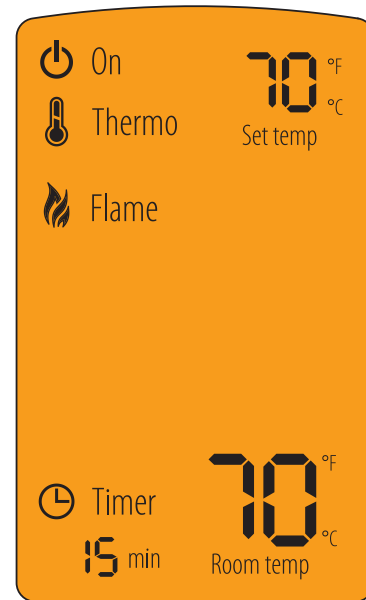 On
70 °F
°C
Thermo
Set temp
Flame
Timer
70 °F
°C
15 min
Room temp